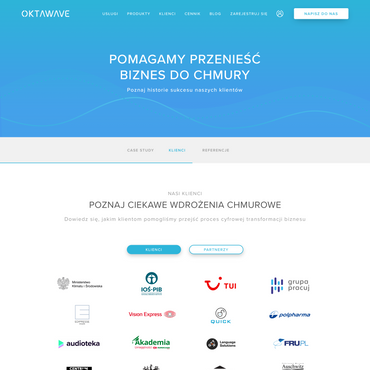 OKTAWAVE
USŁUGI PRODUKTY KLIENCI CENNIK BLOG ZAREJESTRUJ SIĘ
NAPISZ DO NAS
POMAGAMY PRZENIEŚĆ
BIZNES DO CHMURY
Poznaj historie sukcesu naszych klientów
CASE STUDY KLIENCI REFERENCJE
NASI KLIENCI
POZNAJ CIEKAWE WDROŻENIA CHMUROWE
Dowiedz się, jakim klientom pomogliśmy przejść proces cyfrowej transformacji biznesu
KLIENCI PARTNERZY
Ministerstwo
Klimatu i Środowiska
IOŚ-PIB
TUI
grupa
pracuj
Vision Express
QUICK
polpharma
audioteka
Akademia
Language
Solutions
FRU.PL
Auschwitz